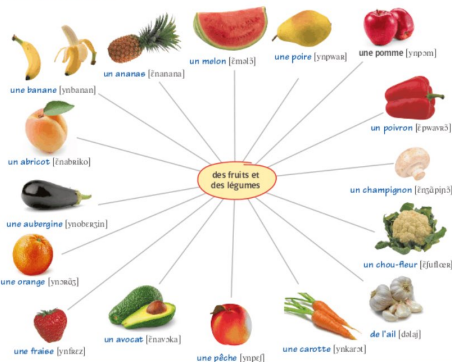 une banane [ynbanan]
un ananas [ɛ̃nanana]
un melon [ɛ̃məlɔ̃]
une poire [ynpwaʀ]
une pomme [ynpɔm]
un poivron [ɛ̃pwavʀɔ̃]
un abricot [ɛ̃nabʀiko]
des fruits et
des légumes
un champignon [ɛ̃ʃɑ̃piɲɔ̃]
une aubergine [ynobɛʀʒin]
un chou-fleur [ɛ̃ʃuflœʀ]
une orange [ynɔʀɑ̃ʒ]
de l'ail [dəlaj]
une fraise [ynfʀɛz]
un avocat [ɛ̃navɔka]
une pêche [ynpɛʃ]
une carotte [ynkaʀɔt]